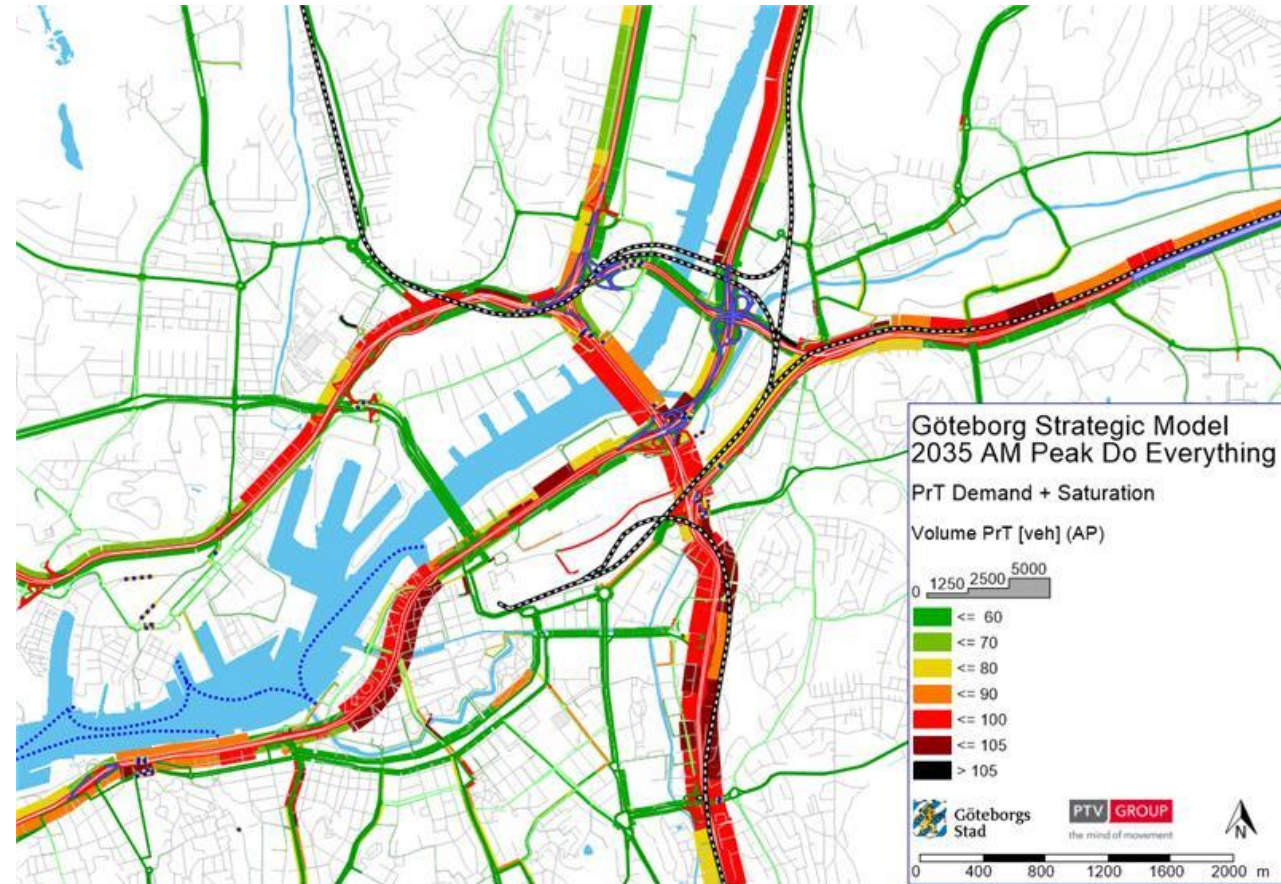 Göteborg Strategic Model
2035 AM Peak Do Everything
PrT Demand + Saturation
Volume PrT [veh] (AP)
0 1250 2500 5000
<= 60
<= 70
<= 80
<= 90
<= 100
<= 105
> 105
Göteborgs
Stad
PTV GROUP
the mind of movement
N
0 400 800 1200 1600 2000 m